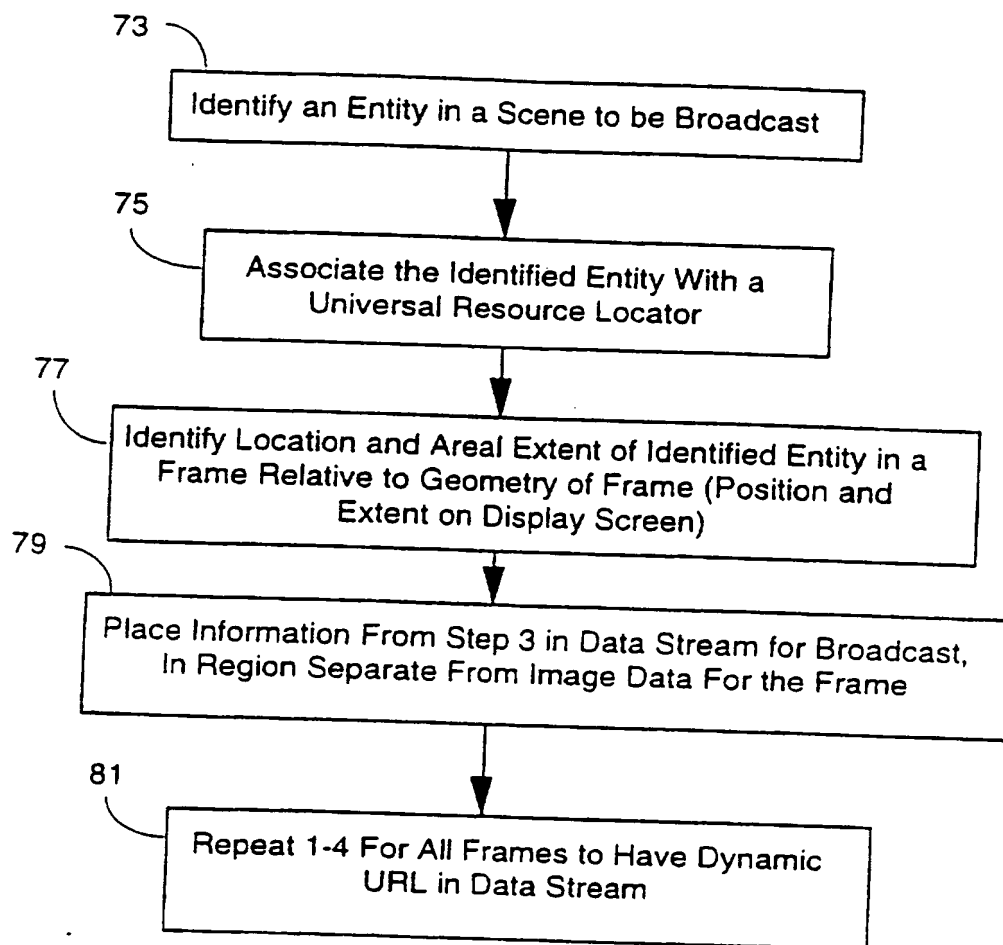 73
Identify an Entity in a Scene to be Broadcast
75
Associate the Identified Entity With a
Universal Resource Locator
77
Identify Location and Areal Extent of Identified Entity in a
Frame Relative to Geometry of Frame (Position and
Extent on Display Screen)
79
Place Information From Step 3 in Data Stream for Broadcast,
In Region Separate From Image Data For the Frame
81
Repeat 1-4 For All Frames to Have Dynamic
URL in Data Stream